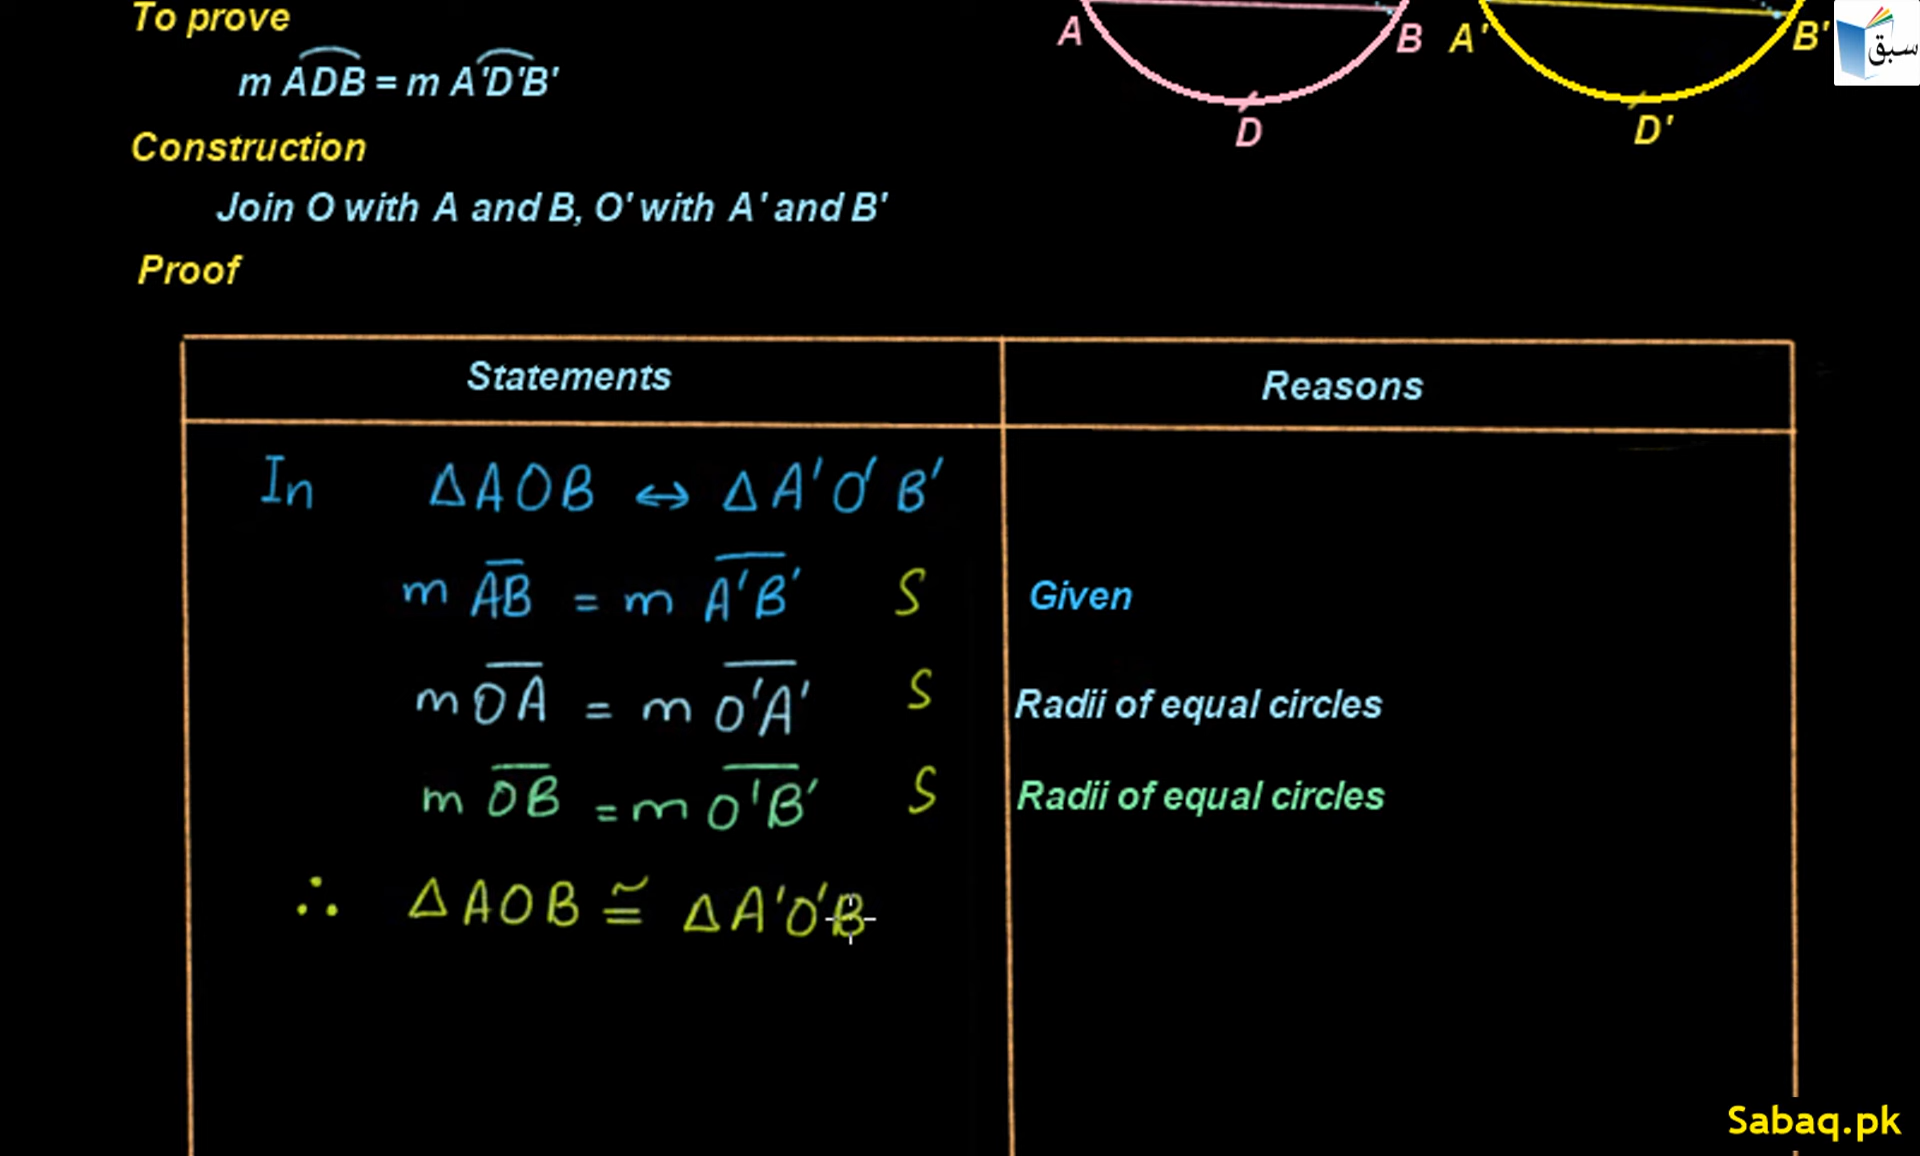 To prove
A B A' B'
سبق
m ADB = m A'D'B'
D D'
Construction
Join O with A and B, O' with A' and B'
Proof
Statements Reasons
In ΔAOB ↔ ΔA'O'B'
m AB = m A'B' S Given
m OA = m O'A' S Radii of equal circles
m OB = m O'B' S Radii of equal circles
∴ ΔAOB ≅ ΔA'O'B
Sabaq.pk